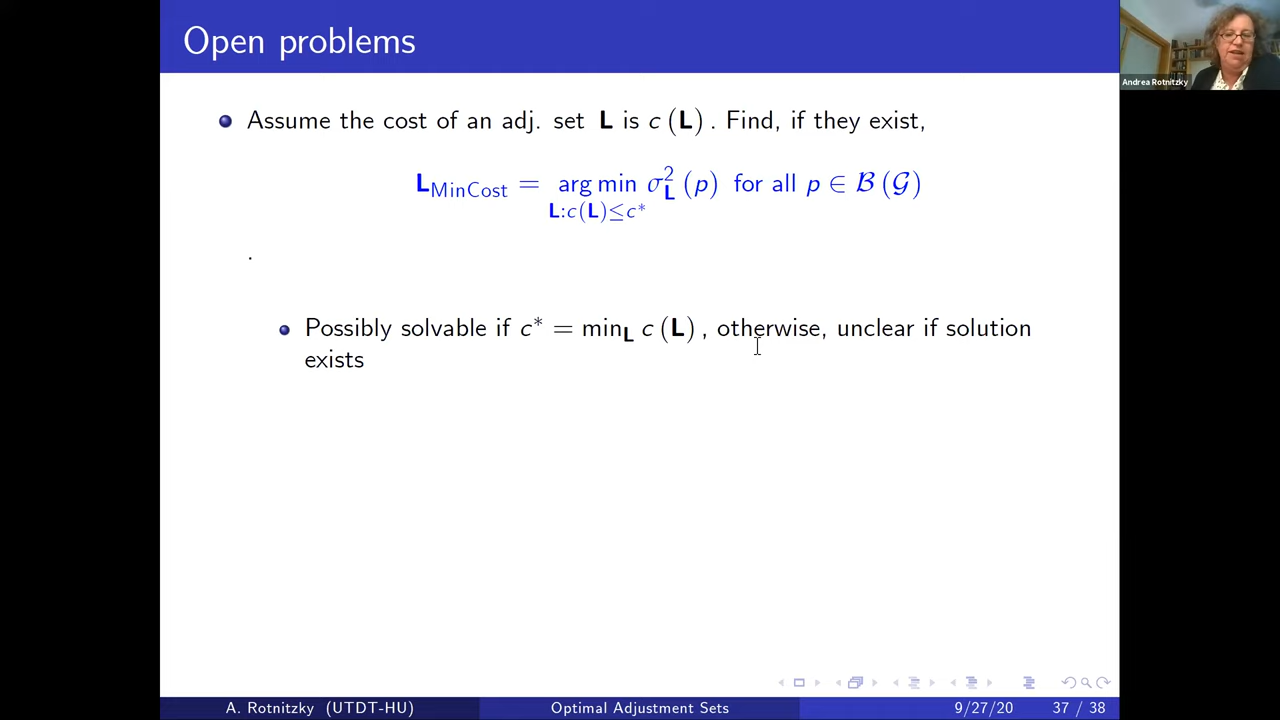 Open problems
Andrea Rotnitzky
Assume the cost of an adj. set L is c (L) . Find, if they exist,
L_MinCost = arg min σ²_L (p) for all p ∈ B (G)
L:c(L)≤c*
.
Possibly solvable if c* = min_L c (L) , otherwise, unclear if solution
exists
A. Rotnitzky (UTDT-HU) Optimal Adjustment Sets 9/27/20 37 / 38